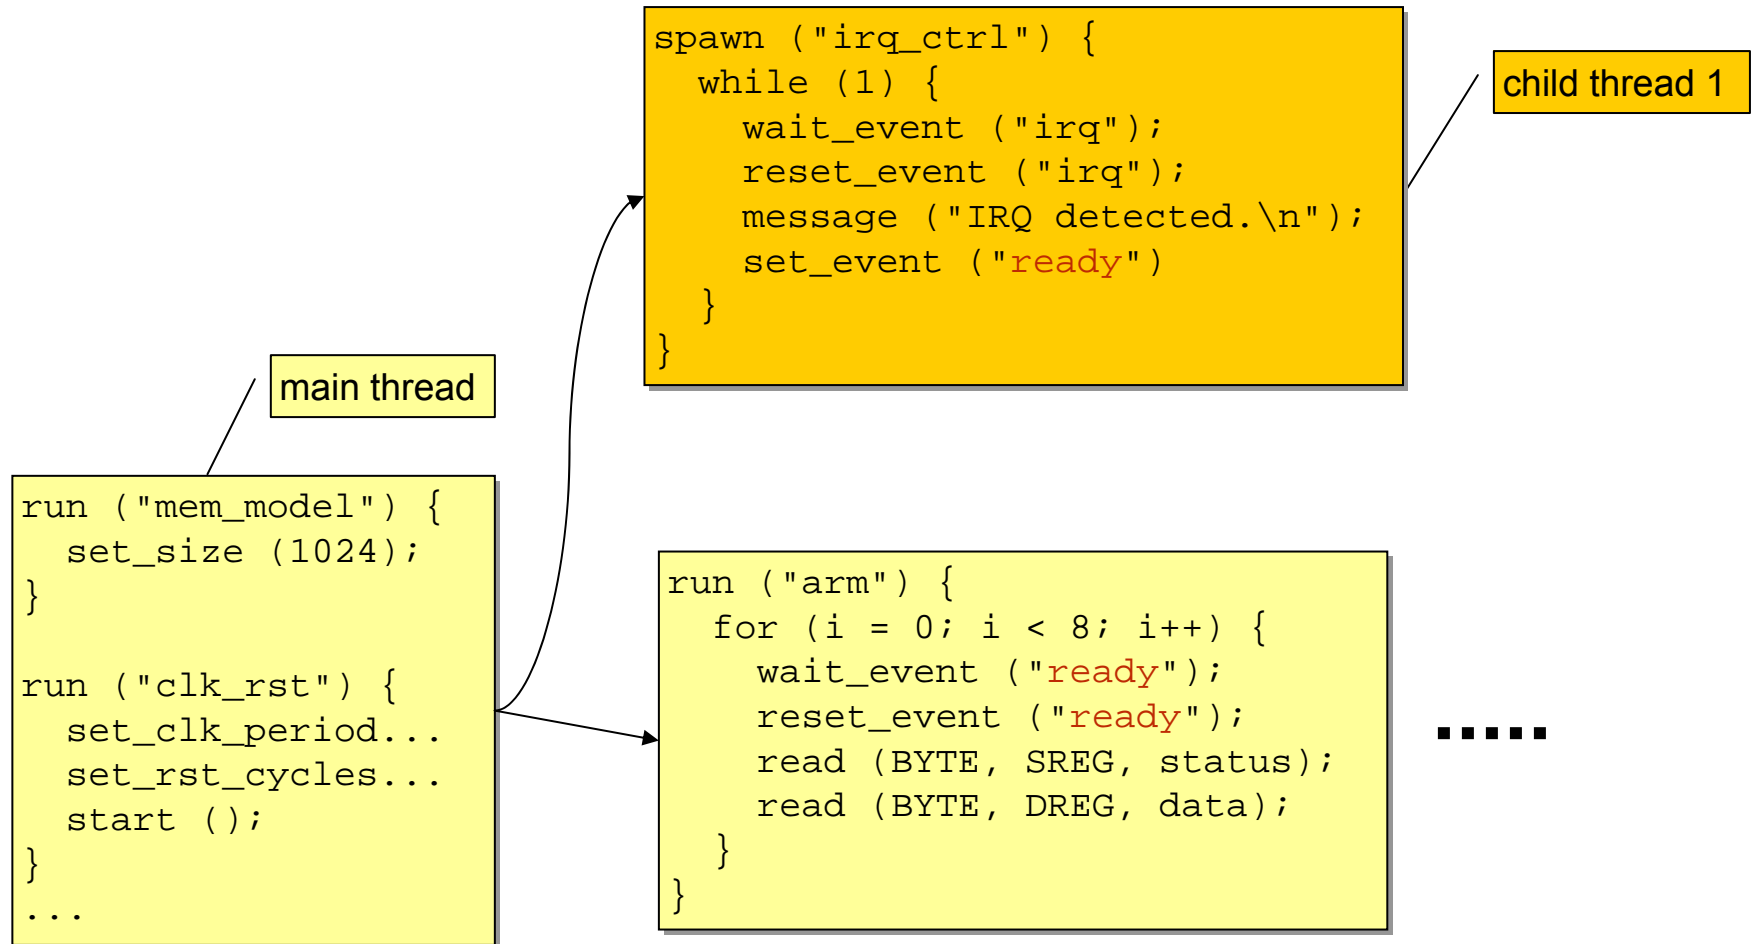 spawn ("irq_ctrl") {
  while (1) {
    wait_event ("irq");
    reset_event ("irq");
    message ("IRQ detected.\n");
    set_event ("ready")
  }
}
child thread 1
main thread
run ("mem_model") {
  set_size (1024);
}
run ("clk_rst") {
  set_clk_period...
  set_rst_cycles...
  start ();
}
...
run ("arm") {
  for (i = 0; i < 8; i++) {
    wait_event ("ready");
    reset_event ("ready");
    read (BYTE, SREG, status);
    read (BYTE, DREG, data);
  }
}
.....